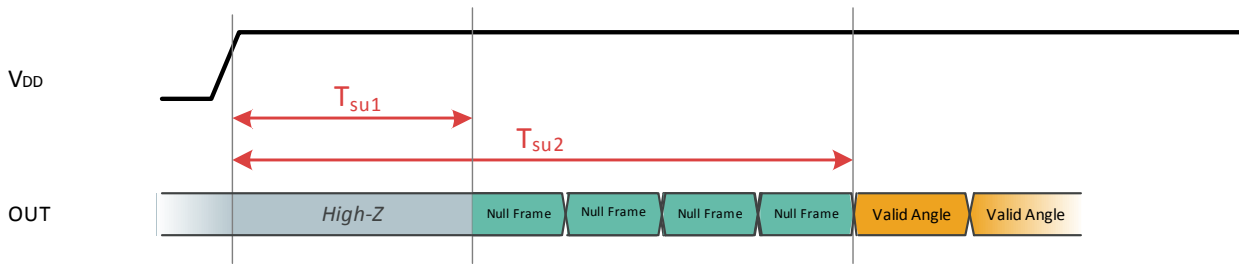 VDD
Tsu1
Tsu2
OUT
High-Z
Null Frame
Null Frame
Null Frame
Null Frame
Valid Angle
Valid Angle